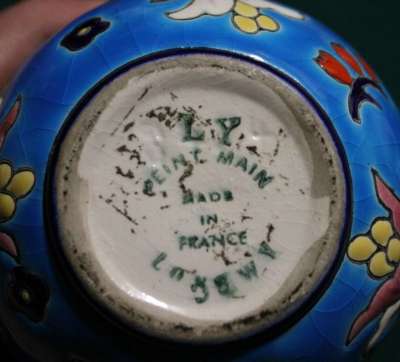 LY
PEINT MAIN
MADE
IN
FRANCE
LONGWY